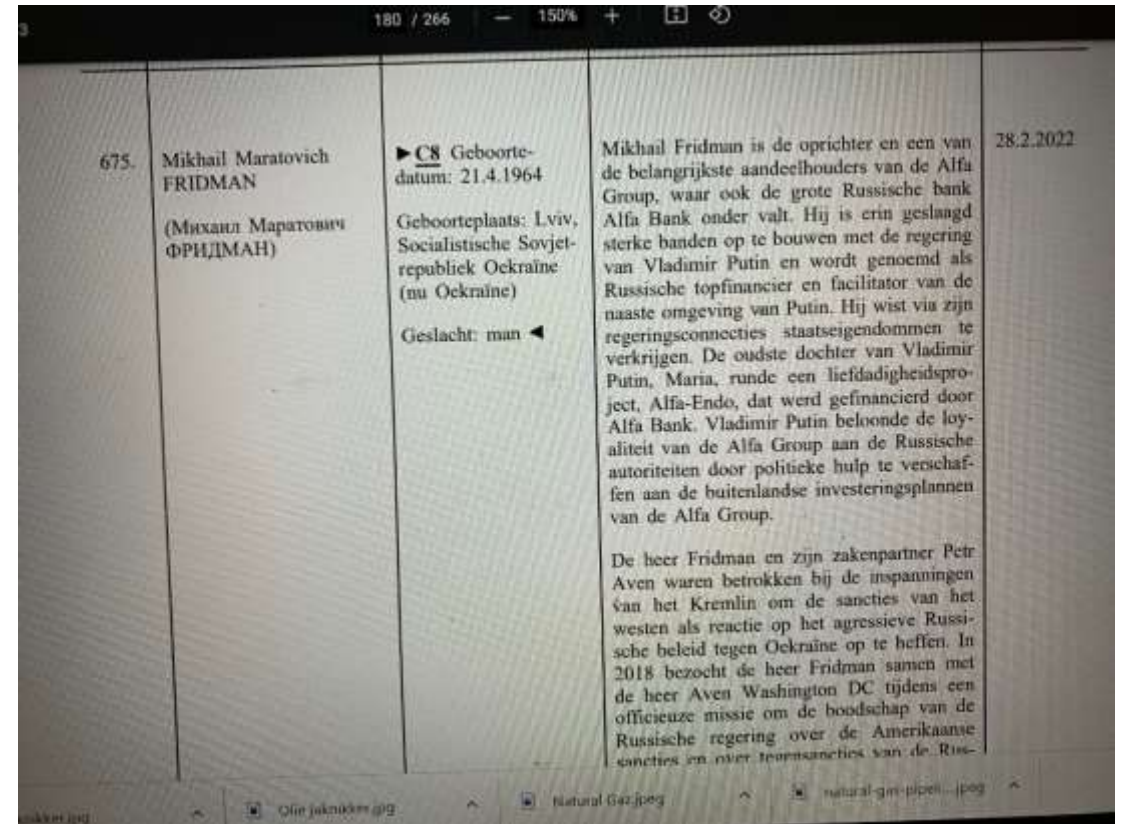 3
180 / 266 — 150% +
675.
Mikhail Maratovich
FRIDMAN
(Михаил Маратович
ФРИДМАН)
►C8 Geboorte-
datum: 21.4.1964
Geboorteplaats: Lviv,
Socialistische Sovjet-
republiek Oekraïne
(nu Oekraïne)
Geslacht: man ◄
Mikhail Fridman is de oprichter en een van
de belangrijkste aandeelhouders van de Alfa
Group, waar ook de grote Russische bank
Alfa Bank onder valt. Hij is erin geslaagd
sterke banden op te bouwen met de regering
van Vladimir Putin en wordt genoemd als
Russische topfinancier en facilitator van de
naaste omgeving van Putin. Hij wist via zijn
regeringsconnecties staatseigendommen te
verkrijgen. De oudste dochter van Vladimir
Putin, Maria, runde een liefdadigheidspro-
ject, Alfa-Endo, dat werd gefinancierd door
Alfa Bank. Vladimir Putin beloonde de loy-
aliteit van de Alfa Group aan de Russische
autoriteiten door politieke hulp te verschaf-
fen aan de buitenlandse investeringsplannen
van de Alfa Group.
De heer Fridman en zijn zakenpartner Petr
Aven waren betrokken bij de inspanningen
van het Kremlin om de sancties van het
westen als reactie op het agressieve Russi-
sche beleid tegen Oekraïne op te heffen. In
2018 bezocht de heer Fridman samen met
de heer Aven Washington DC tijdens een
officieuze missie om de boodschap van de
Russische regering over de Amerikaanse
sancties en over tegensancties van de Rus-
28.2.2022
Olie jaknikker.jpg
Natural Gaz.jpeg
natural-gas-pipeli....jpeg